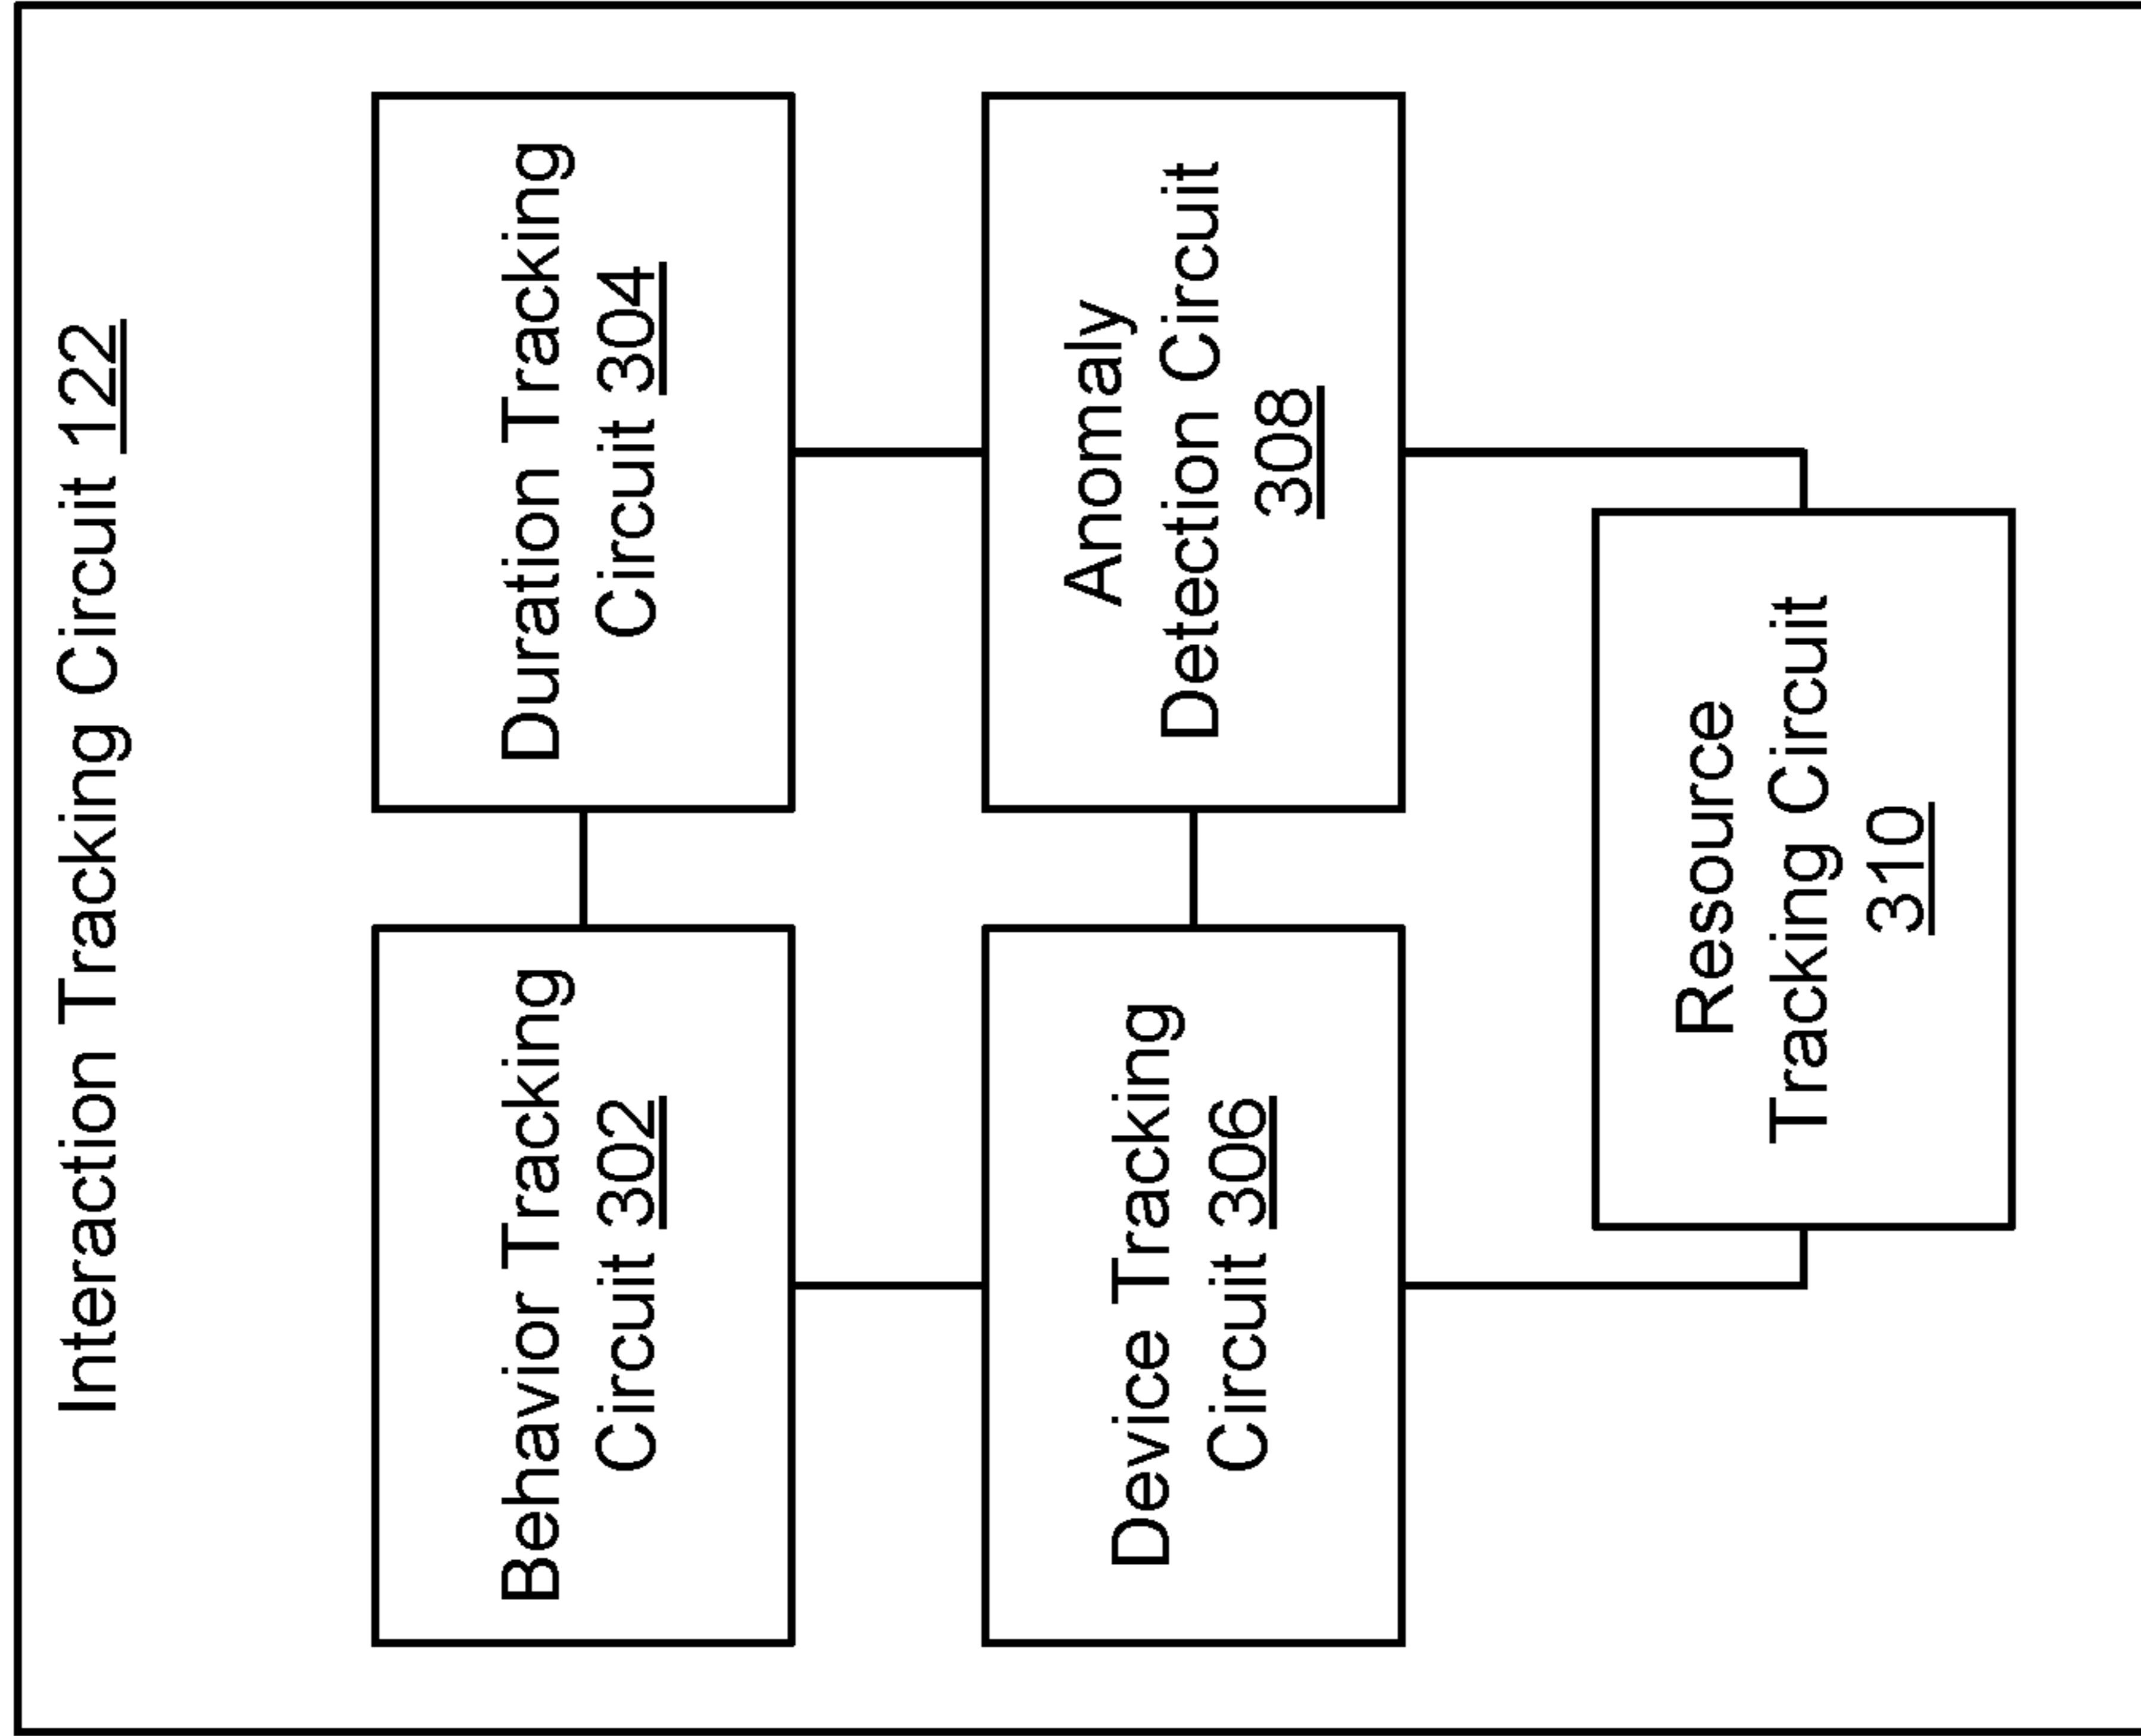 Interaction Tracking Circuit 122
Behavior Tracking
Circuit 302
Duration Tracking
Circuit 304
Device Tracking
Circuit 306
Anomaly
Detection Circuit
308
Resource
Tracking Circuit
310